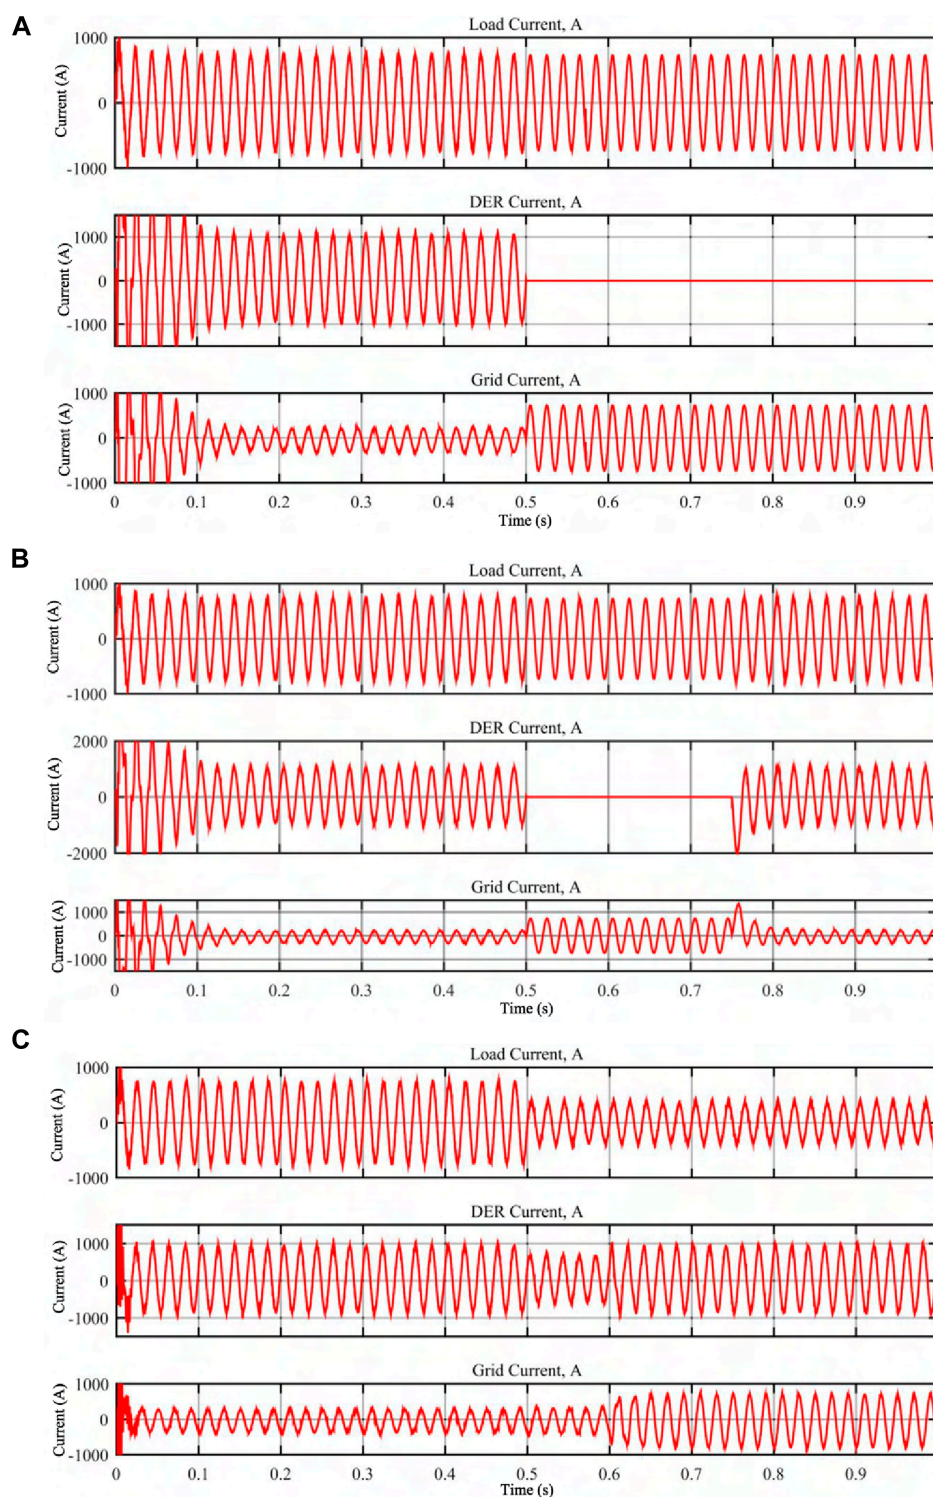 A
Load Current, A
Current (A)
1000
0
-1000
DER Current, A
Current (A)
1000
0
-1000
Grid Current, A
Current (A)
1000
0
-1000
0 0.1 0.2 0.3 0.4 0.5 0.6 0.7 0.8 0.9
Time (s)
B
Load Current, A
Current (A)
1000
0
-1000
DER Current, A
Current (A)
2000
0
-2000
Grid Current, A
Current (A)
1000
0
-1000
0 0.1 0.2 0.3 0.4 0.5 0.6 0.7 0.8 0.9
Time (s)
C
Load Current, A
Current (A)
1000
0
-1000
DER Current, A
Current (A)
1000
0
-1000
Grid Current, A
Current (A)
1000
0
-1000
0 0.1 0.2 0.3 0.4 0.5 0.6 0.7 0.8 0.9
Time (s)